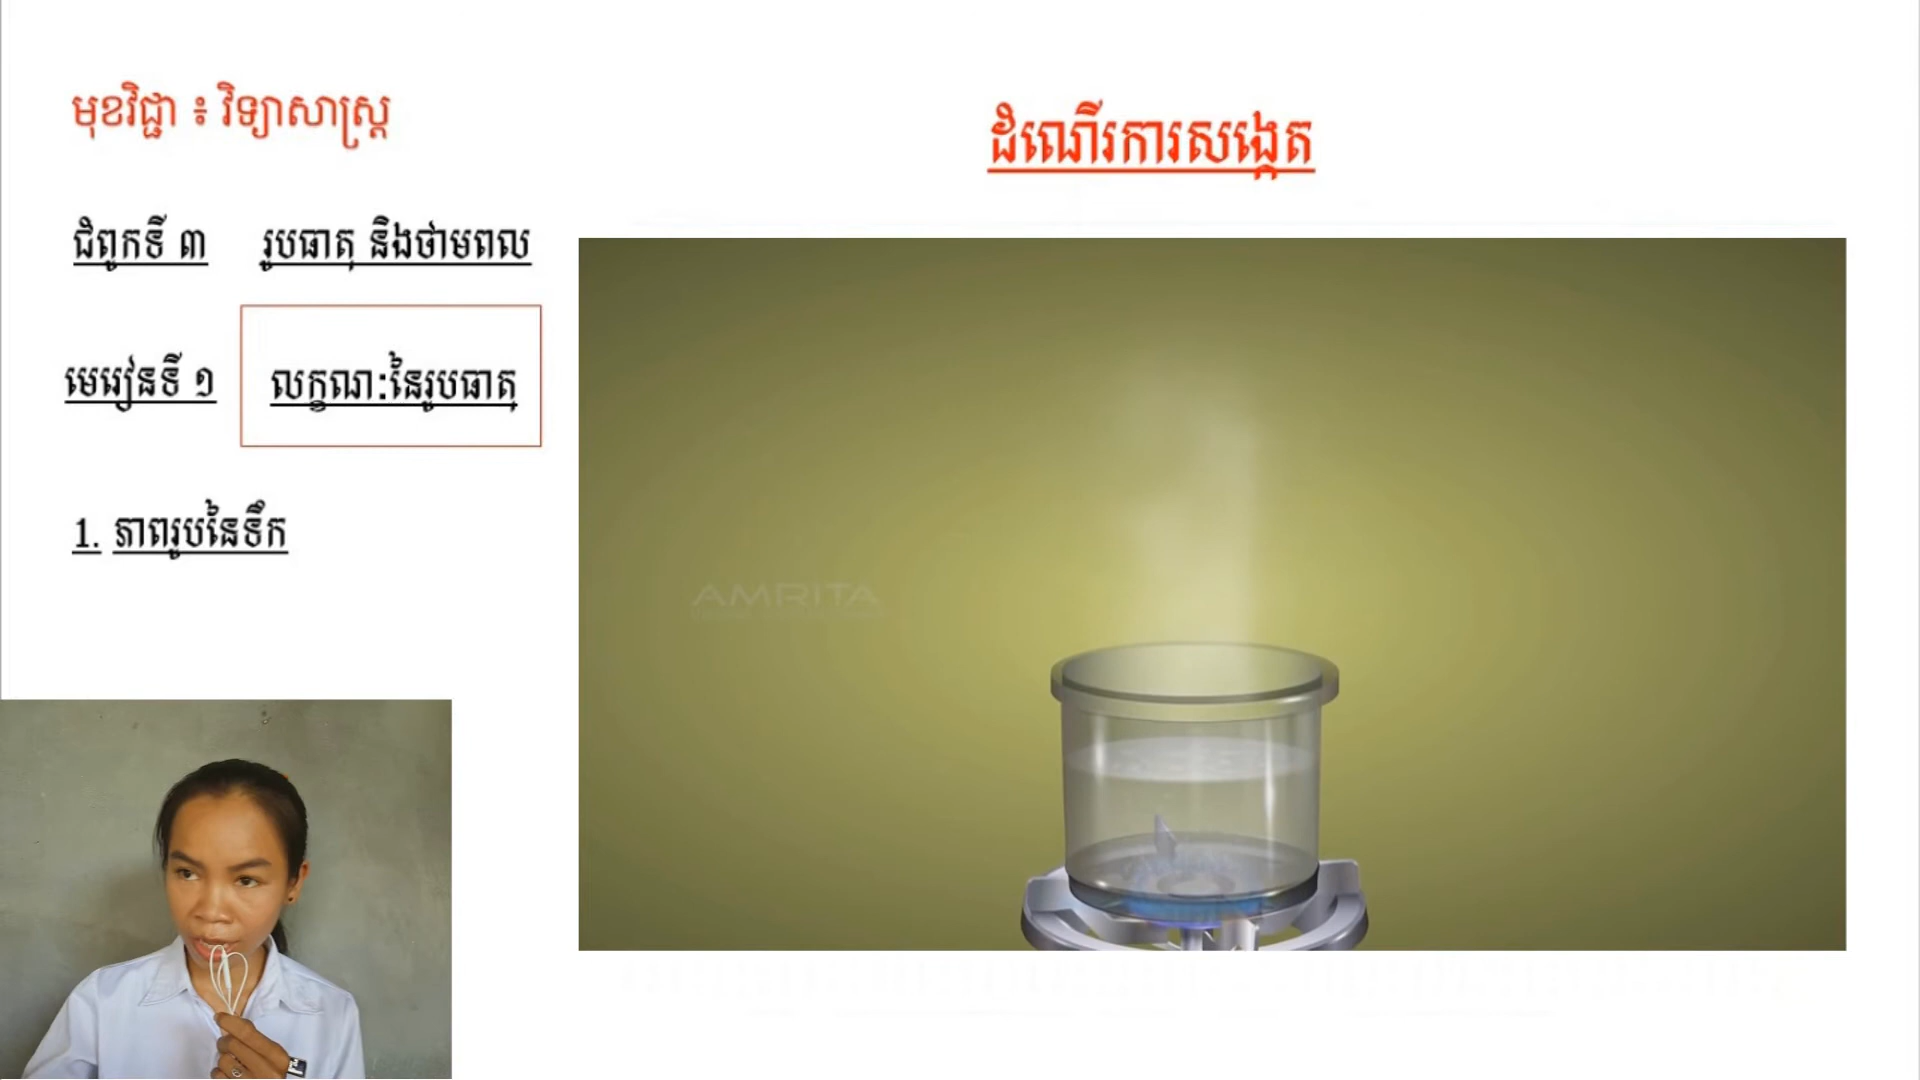 មុខវិជ្ជា ៖ វិទ្យាសាស្ត្រ
ដំណើរការសង្កេត
ជំពូកទី ៣ រូបធាតុ និងថាមពល
មេរៀនទី ១ លក្ខណៈនៃរូបធាតុ
1. ភាពរូបនៃទឹក
AMRITA